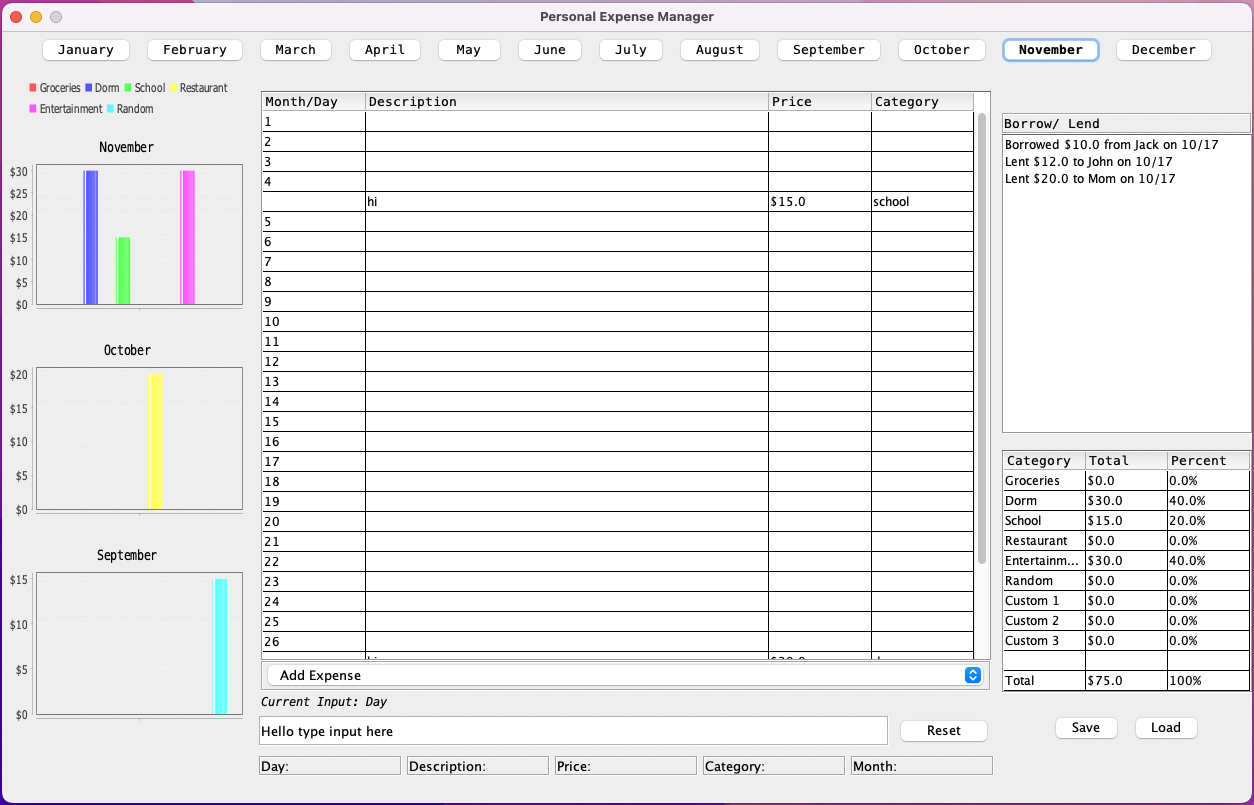 Personal Expense Manager
January February March April May June July August September October November December
Groceries Dorm School Restaurant
Entertainment Random
November
$30
$25
$20
$15
$10
$5
$0
October
$20
$15
$10
$5
$0
September
$15
$10
$5
$0
Month/Day Description Price Category
1
2
3
4
hi $15.0 school
5
6
7
8
9
10
11
12
13
14
15
16
17
18
19
20
21
22
23
24
25
26
Add Expense
Current Input: Day
Hello type input here
Reset
Day: Description: Price: Category: Month:
Borrow/ Lend
Borrowed $10.0 from Jack on 10/17
Lent $12.0 to John on 10/17
Lent $20.0 to Mom on 10/17
Category Total Percent
Groceries $0.0 0.0%
Dorm $30.0 40.0%
School $15.0 20.0%
Restaurant $0.0 0.0%
Entertainm... $30.0 40.0%
Random $0.0 0.0%
Custom 1 $0.0 0.0%
Custom 2 $0.0 0.0%
Custom 3 $0.0 0.0%
Total $75.0 100%
Save Load